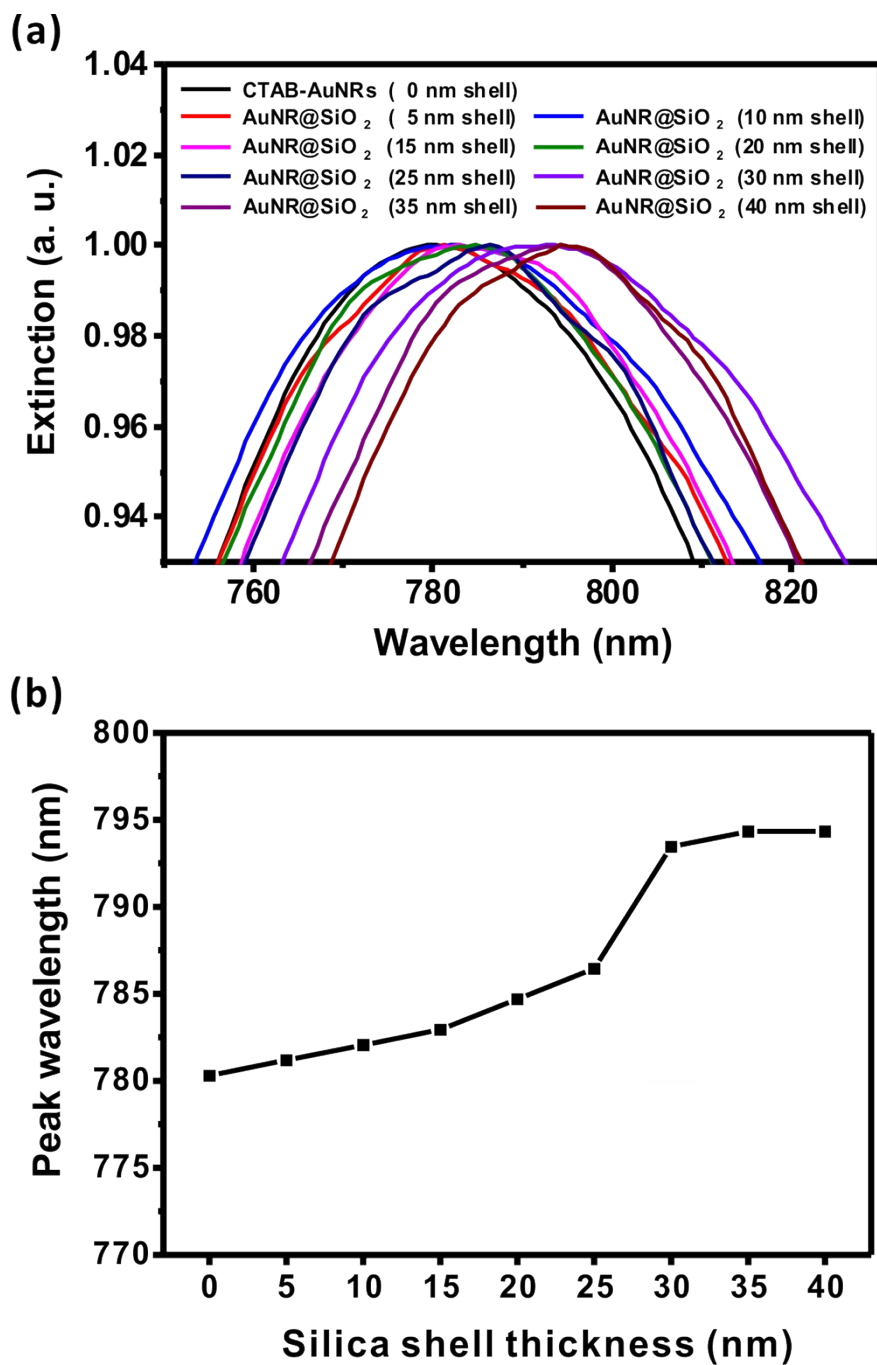 (a)
1.04
1.02
1.00
0.98
0.96
0.94
Extinction (a. u.)
CTAB-AuNRs ( 0 nm shell)
AuNR@SiO₂ ( 5 nm shell) AuNR@SiO₂ (10 nm shell)
AuNR@SiO₂ (15 nm shell) AuNR@SiO₂ (20 nm shell)
AuNR@SiO₂ (25 nm shell) AuNR@SiO₂ (30 nm shell)
AuNR@SiO₂ (35 nm shell) AuNR@SiO₂ (40 nm shell)
760 780 800 820
Wavelength (nm)
(b)
800
795
790
785
780
775
770
Peak wavelength (nm)
0 5 10 15 20 25 30 35 40
Silica shell thickness (nm)